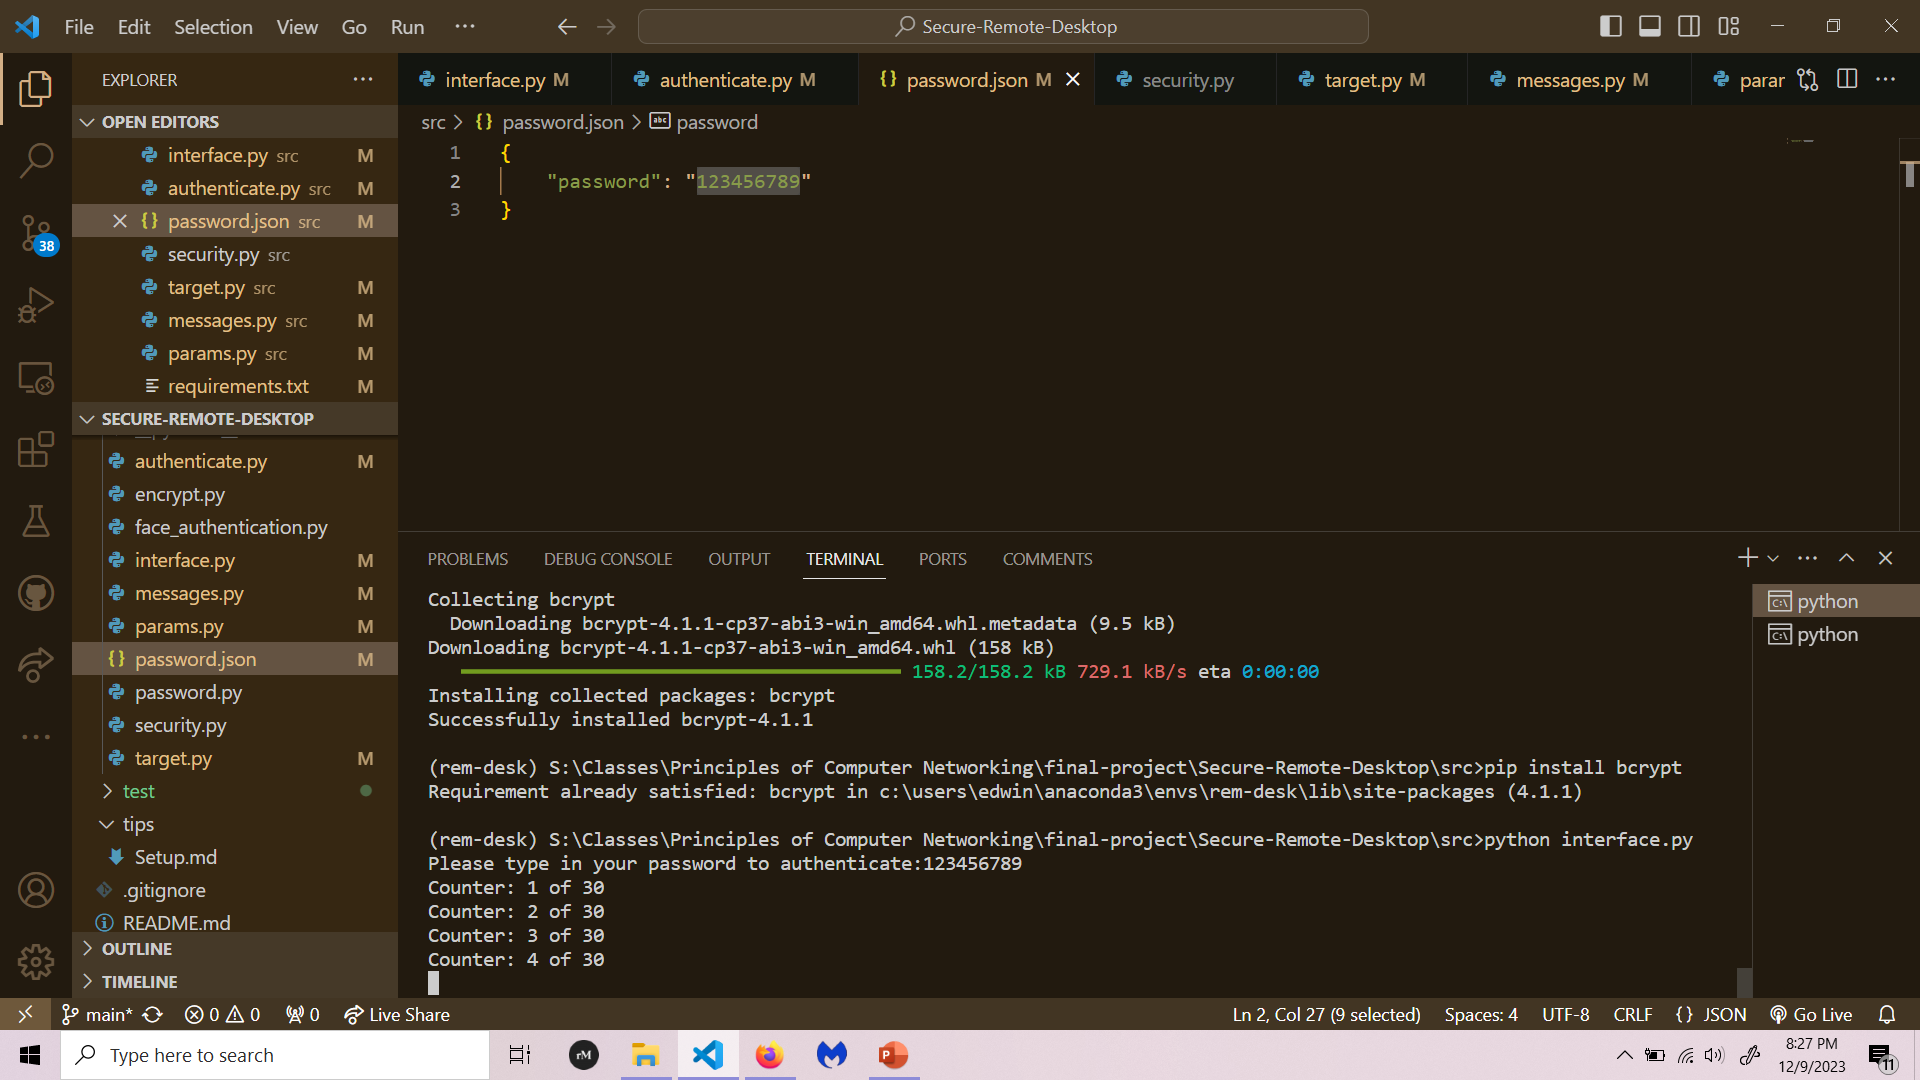 File Edit Selection View Go Run ··· Secure-Remote-Desktop
EXPLORER
interface.py M authenticate.py M {} password.json M security.py target.py M messages.py M parar
OPEN EDITORS
src > {} password.json > abc password
interface.py src M
authenticate.py src M
{} password.json src M
security.py src
target.py src M
messages.py src M
params.py src M
requirements.txt M
1 {
2 "password": "123456789"
3 }
SECURE-REMOTE-DESKTOP
authenticate.py M
encrypt.py
face_authentication.py
interface.py M
messages.py M
params.py M
{} password.json M
password.py
security.py
target.py M
test
tips
Setup.md
.gitignore
README.md
OUTLINE
TIMELINE
38
PROBLEMS DEBUG CONSOLE OUTPUT TERMINAL PORTS COMMENTS
python
python
Collecting bcrypt
Downloading bcrypt-4.1.1-cp37-abi3-win_amd64.whl.metadata (9.5 kB)
Downloading bcrypt-4.1.1-cp37-abi3-win_amd64.whl (158 kB)
158.2/158.2 kB 729.1 kB/s eta 0:00:00
Installing collected packages: bcrypt
Successfully installed bcrypt-4.1.1
(rem-desk) S:\Classes\Principles of Computer Networking\final-project\Secure-Remote-Desktop\src>pip install bcrypt
Requirement already satisfied: bcrypt in c:\users\edwin\anaconda3\envs\rem-desk\lib\site-packages (4.1.1)
(rem-desk) S:\Classes\Principles of Computer Networking\final-project\Secure-Remote-Desktop\src>python interface.py
Please type in your password to authenticate:123456789
Counter: 1 of 30
Counter: 2 of 30
Counter: 3 of 30
Counter: 4 of 30
main* 0 0 0 Live Share Ln 2, Col 27 (9 selected) Spaces: 4 UTF-8 CRLF {} JSON Go Live
Type here to search rM P 8:27 PM
12/9/2023 11